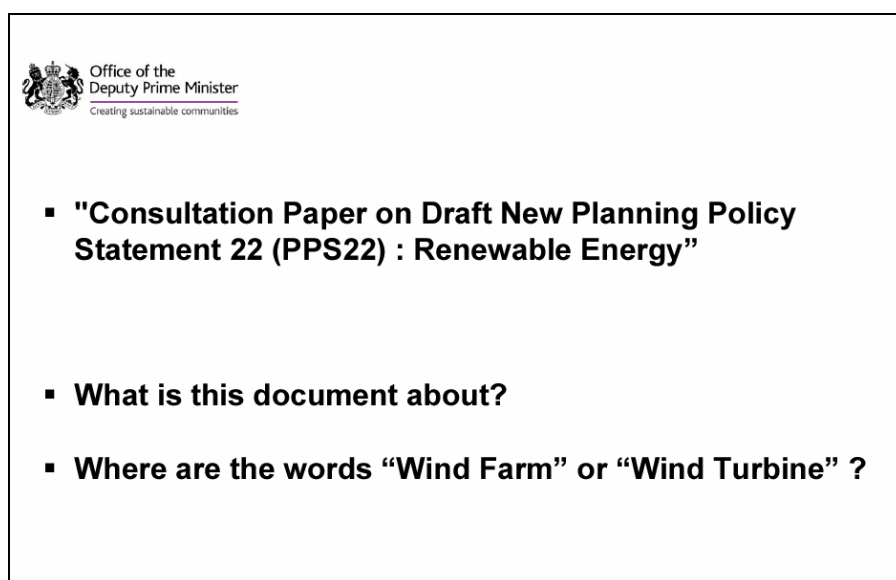 Office of the
Deputy Prime Minister
Creating sustainable communities
▪ "Consultation Paper on Draft New Planning Policy
Statement 22 (PPS22) : Renewable Energy”
▪ What is this document about?
▪ Where are the words “Wind Farm” or “Wind Turbine” ?